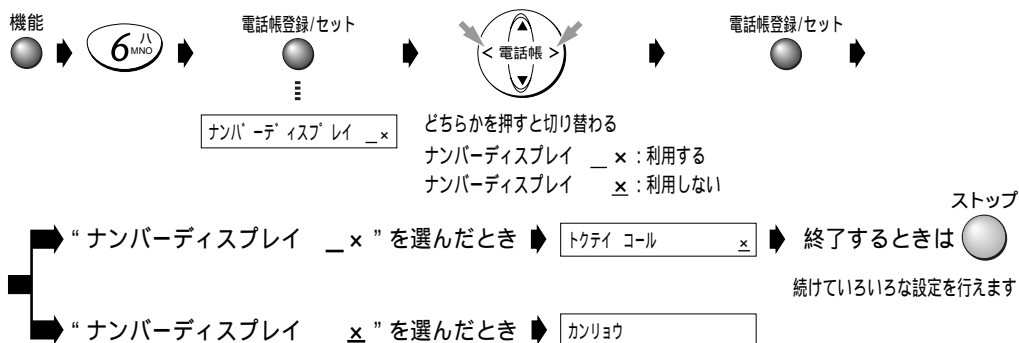 機能
6 ハ MNO
電話帳登録/セット
< 電話帳 >
電話帳登録/セット
ナンバーディスプレイ _×
どちらかを押すと切り替わる
ナンバーディスプレイ _ ×:利用する
ナンバーディスプレイ ×:利用しない
ストップ
“ナンバーディスプレイ _×”を選んだとき
トクテイ コール ×
終了するときは
続けていろいろな設定を行えます
“ナンバーディスプレイ ×”を選んだとき
カンリョウ